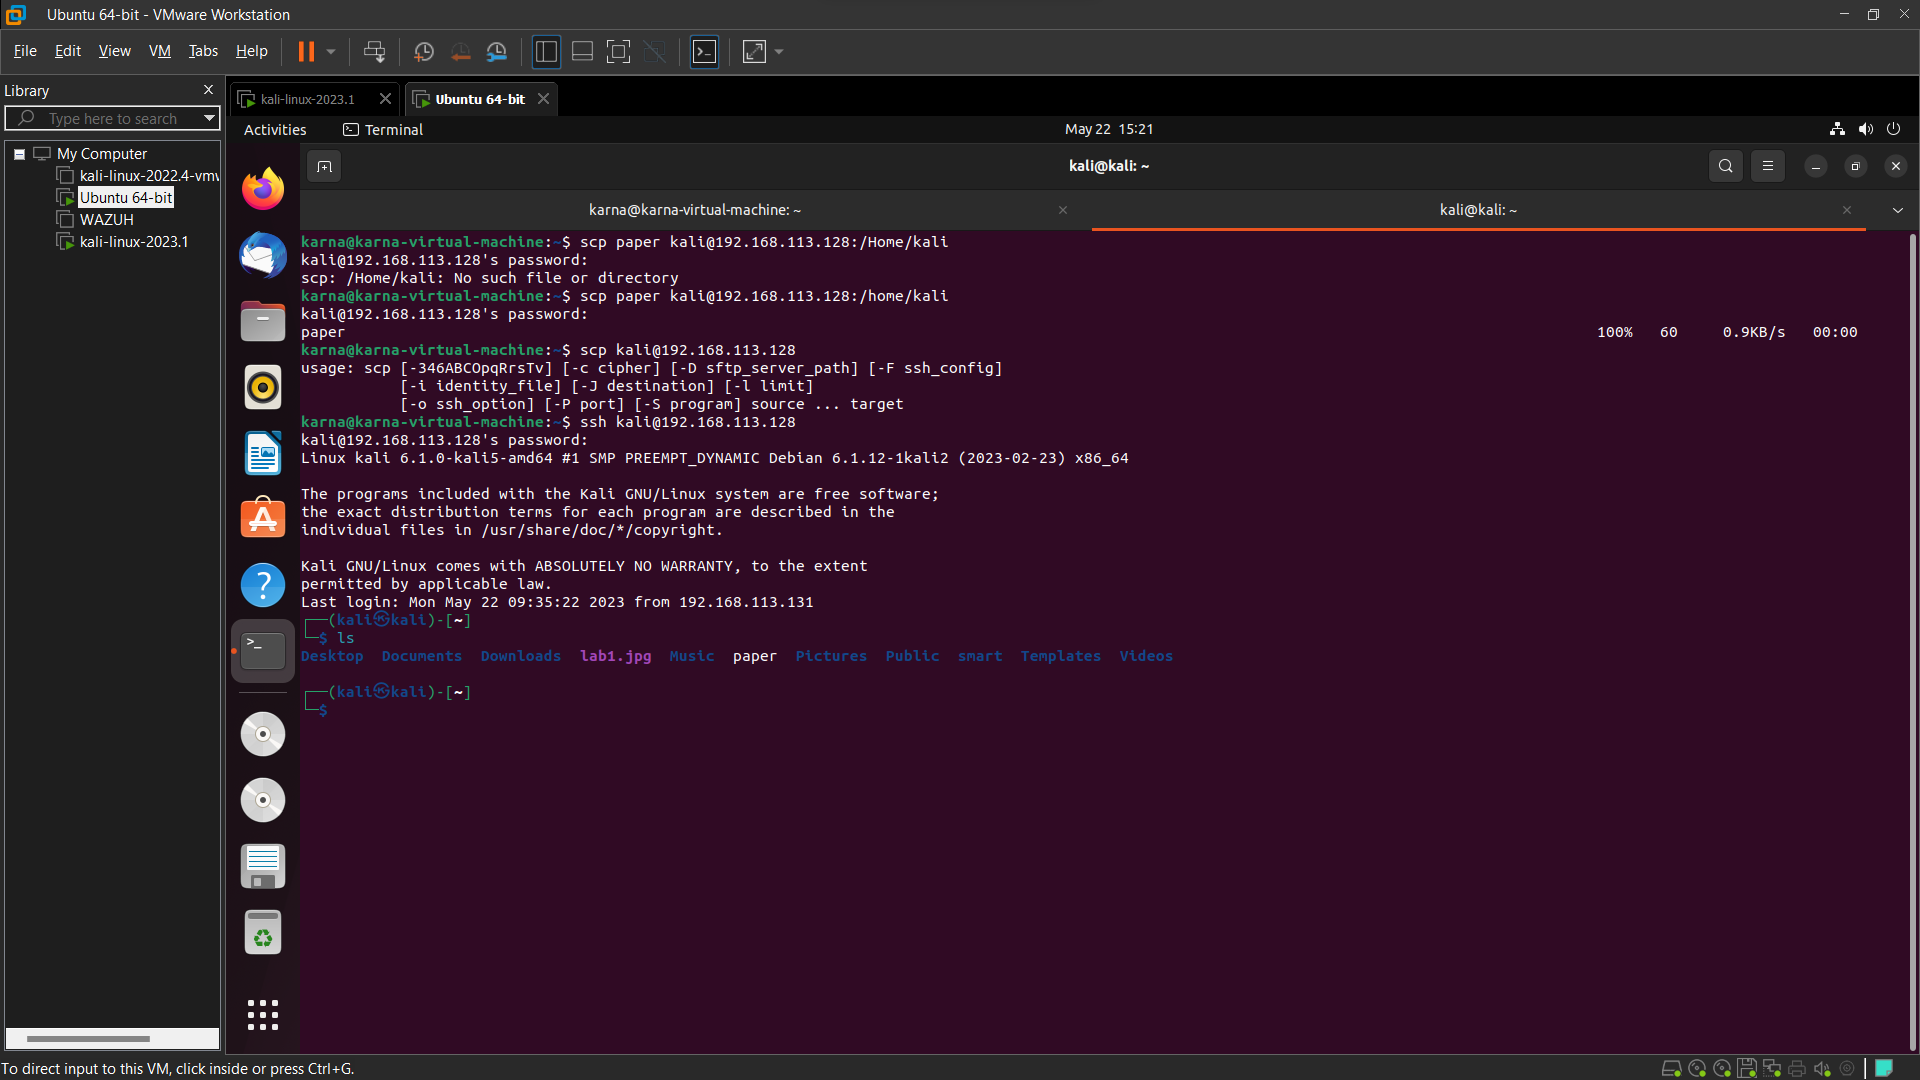 Ubuntu 64-bit - VMware Workstation
File Edit View VM Tabs Help
Library
Type here to search
My Computer
kali-linux-2022.4-vmv
Ubuntu 64-bit
WAZUH
kali-linux-2023.1
kali-linux-2023.1 Ubuntu 64-bit
Activities Terminal May 22 15:21
kali@kali: ~
karna@karna-virtual-machine: ~ kali@kali: ~
karna@karna-virtual-machine:~$ scp paper kali@192.168.113.128:/Home/kali
kali@192.168.113.128's password:
scp: /Home/kali: No such file or directory
karna@karna-virtual-machine:~$ scp paper kali@192.168.113.128:/home/kali
kali@192.168.113.128's password:
paper 100% 60 0.9KB/s 00:00
karna@karna-virtual-machine:~$ scp kali@192.168.113.128
usage: scp [-346ABCOpqRrsTv] [-c cipher] [-D sftp_server_path] [-F ssh_config]
[-i identity_file] [-J destination] [-l limit]
[-o ssh_option] [-P port] [-S program] source ... target
karna@karna-virtual-machine:~$ ssh kali@192.168.113.128
kali@192.168.113.128's password:
Linux kali 6.1.0-kali5-amd64 #1 SMP PREEMPT_DYNAMIC Debian 6.1.12-1kali2 (2023-02-23) x86_64
The programs included with the Kali GNU/Linux system are free software;
the exact distribution terms for each program are described in the
individual files in /usr/share/doc/*/copyright.
Kali GNU/Linux comes with ABSOLUTELY NO WARRANTY, to the extent
permitted by applicable law.
Last login: Mon May 22 09:35:22 2023 from 192.168.113.131
┌──(kali㉿kali)-[~]
└─$ ls
Desktop Documents Downloads lab1.jpg Music paper Pictures Public smart Templates Videos
┌──(kali㉿kali)-[~]
└─$
To direct input to this VM, click inside or press Ctrl+G.